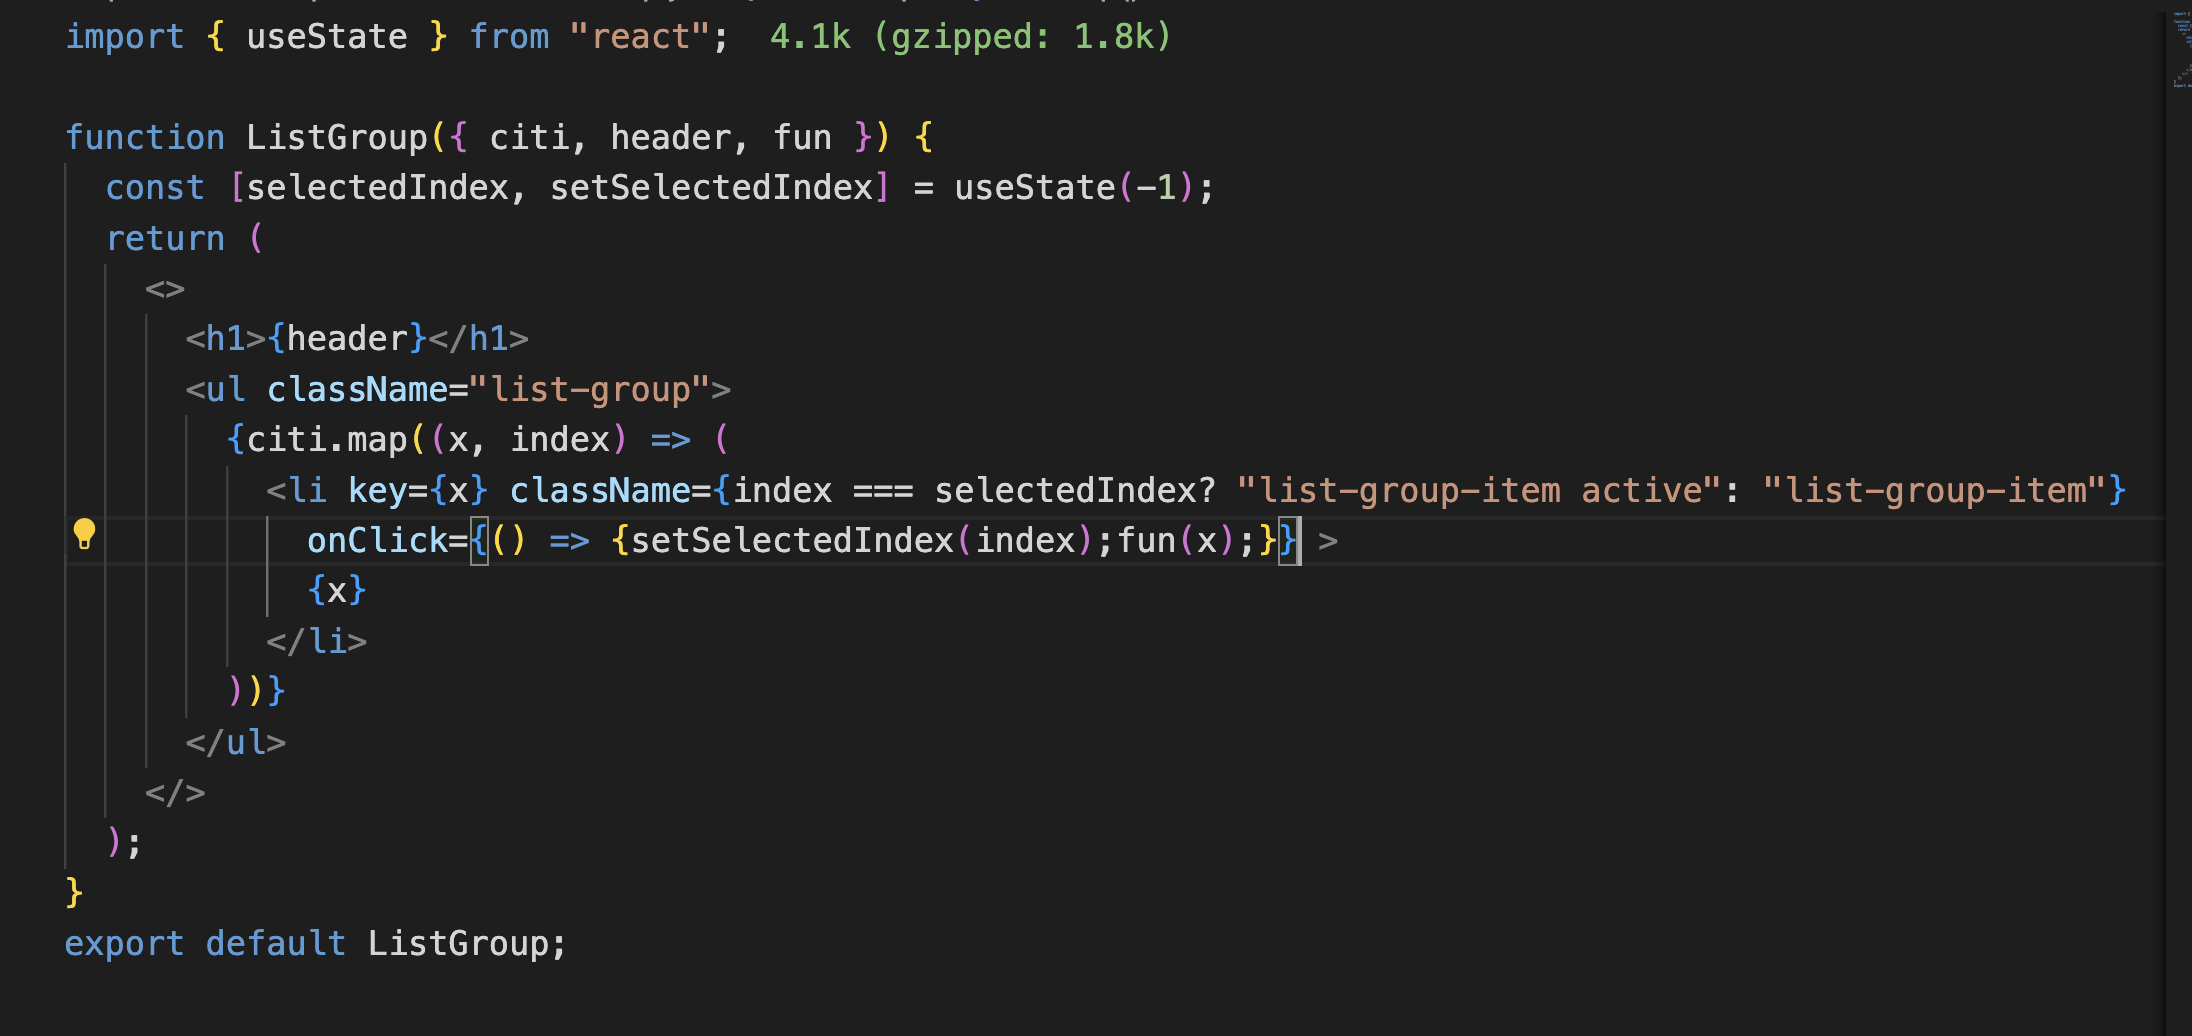 import { useState } from "react";  4.1k (gzipped: 1.8k)
function ListGroup({ citi, header, fun }) {
  const [selectedIndex, setSelectedIndex] = useState(-1);
  return (
    <>
      <h1>{header}</h1>
      <ul className="list-group">
        {citi.map((x, index) => (
          <li key={x} className={index === selectedIndex? "list-group-item active": "list-group-item"}
            onClick={() => {setSelectedIndex(index);fun(x);}} >
            {x}
          </li>
        ))}
      </ul>
    </>
  );
}
export default ListGroup;